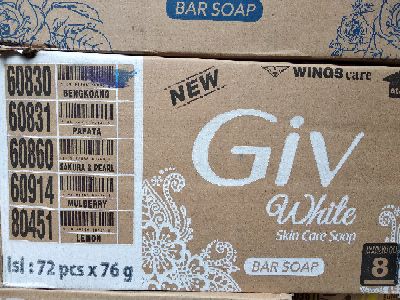 BAR SOAP
60830
BENGKOANG
60831
PAPAYA
60860
SAKURA & PEARL
60914
MULBERRY
80451
LEMON
Isi : 72 pcs x 76 g
NEW
WINGS care
Giv
White
Skin Care Soap
BAR SOAP
8